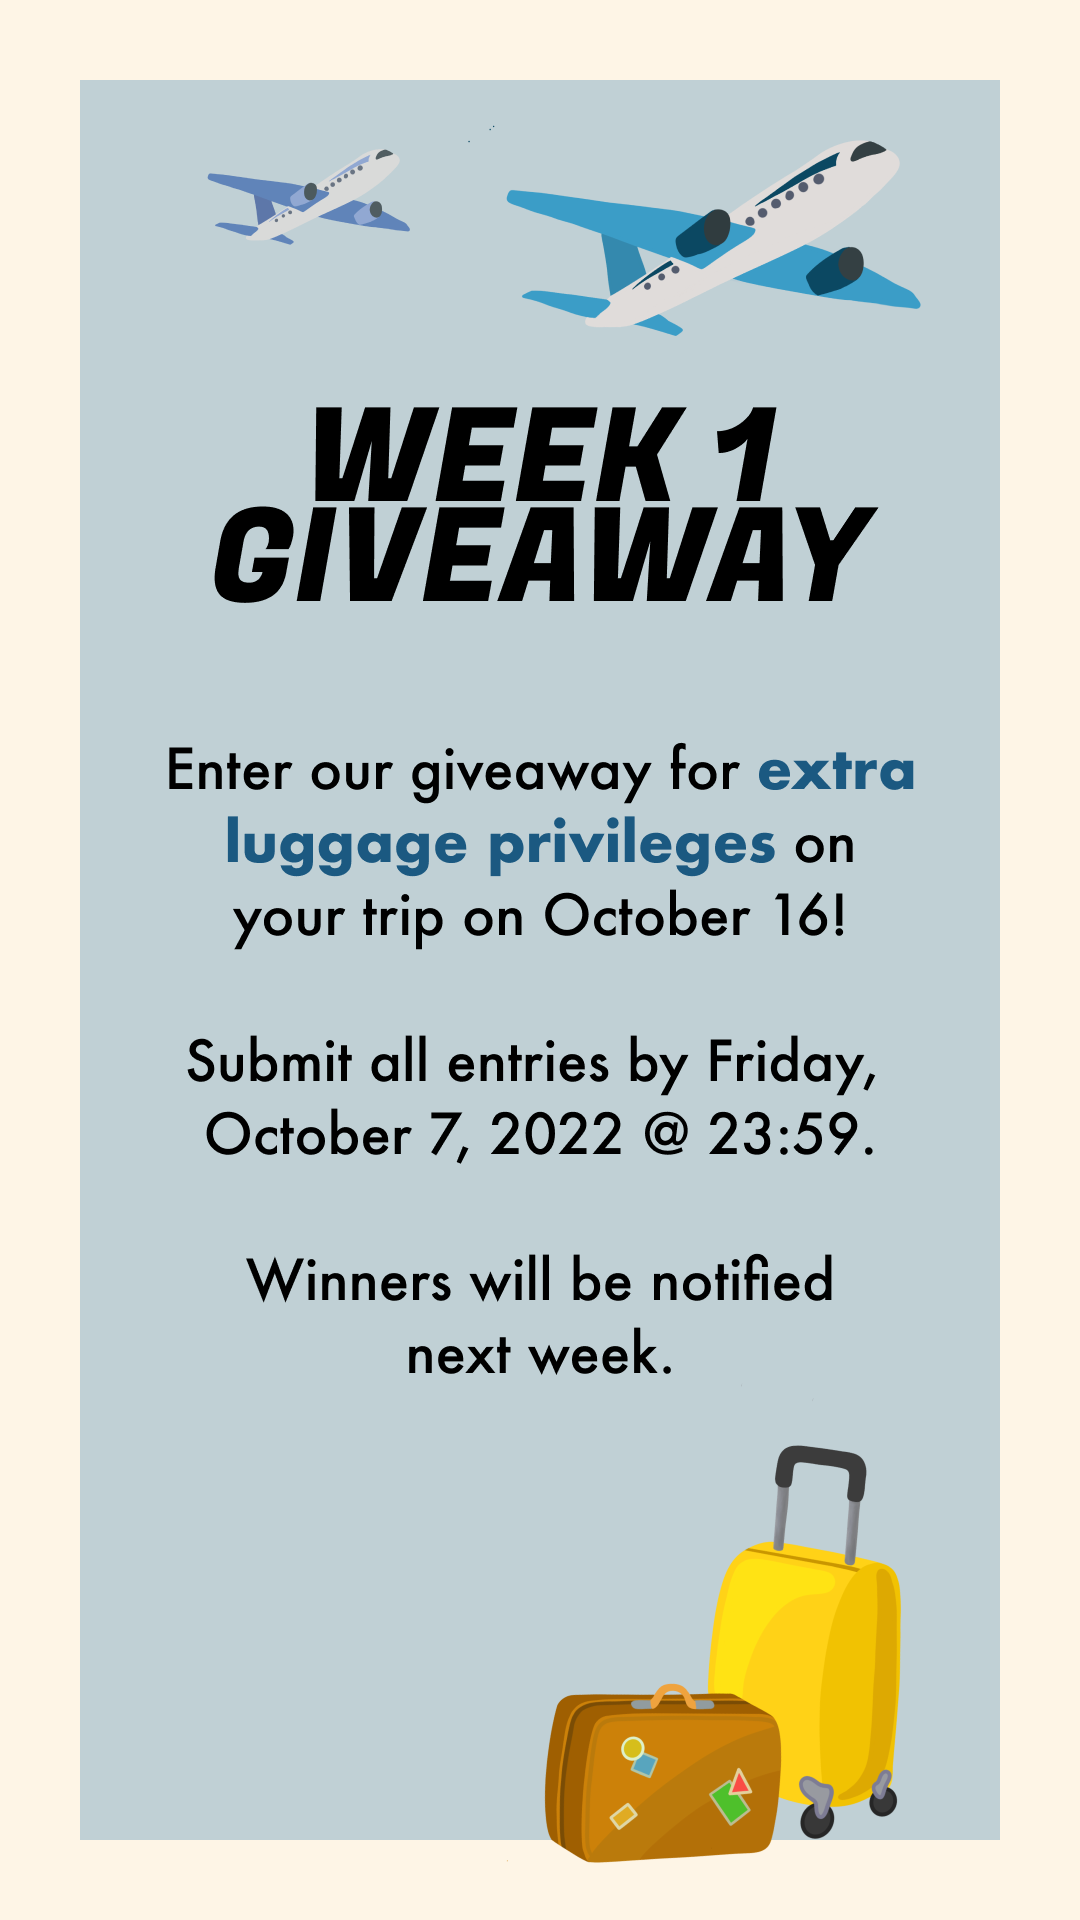 WEEK 1
GIVEAWAY
Enter our giveaway for extra
luggage privileges on
your trip on October 16!
Submit all entries by Friday,
October 7, 2022 @ 23:59.
Winners will be notified
next week.